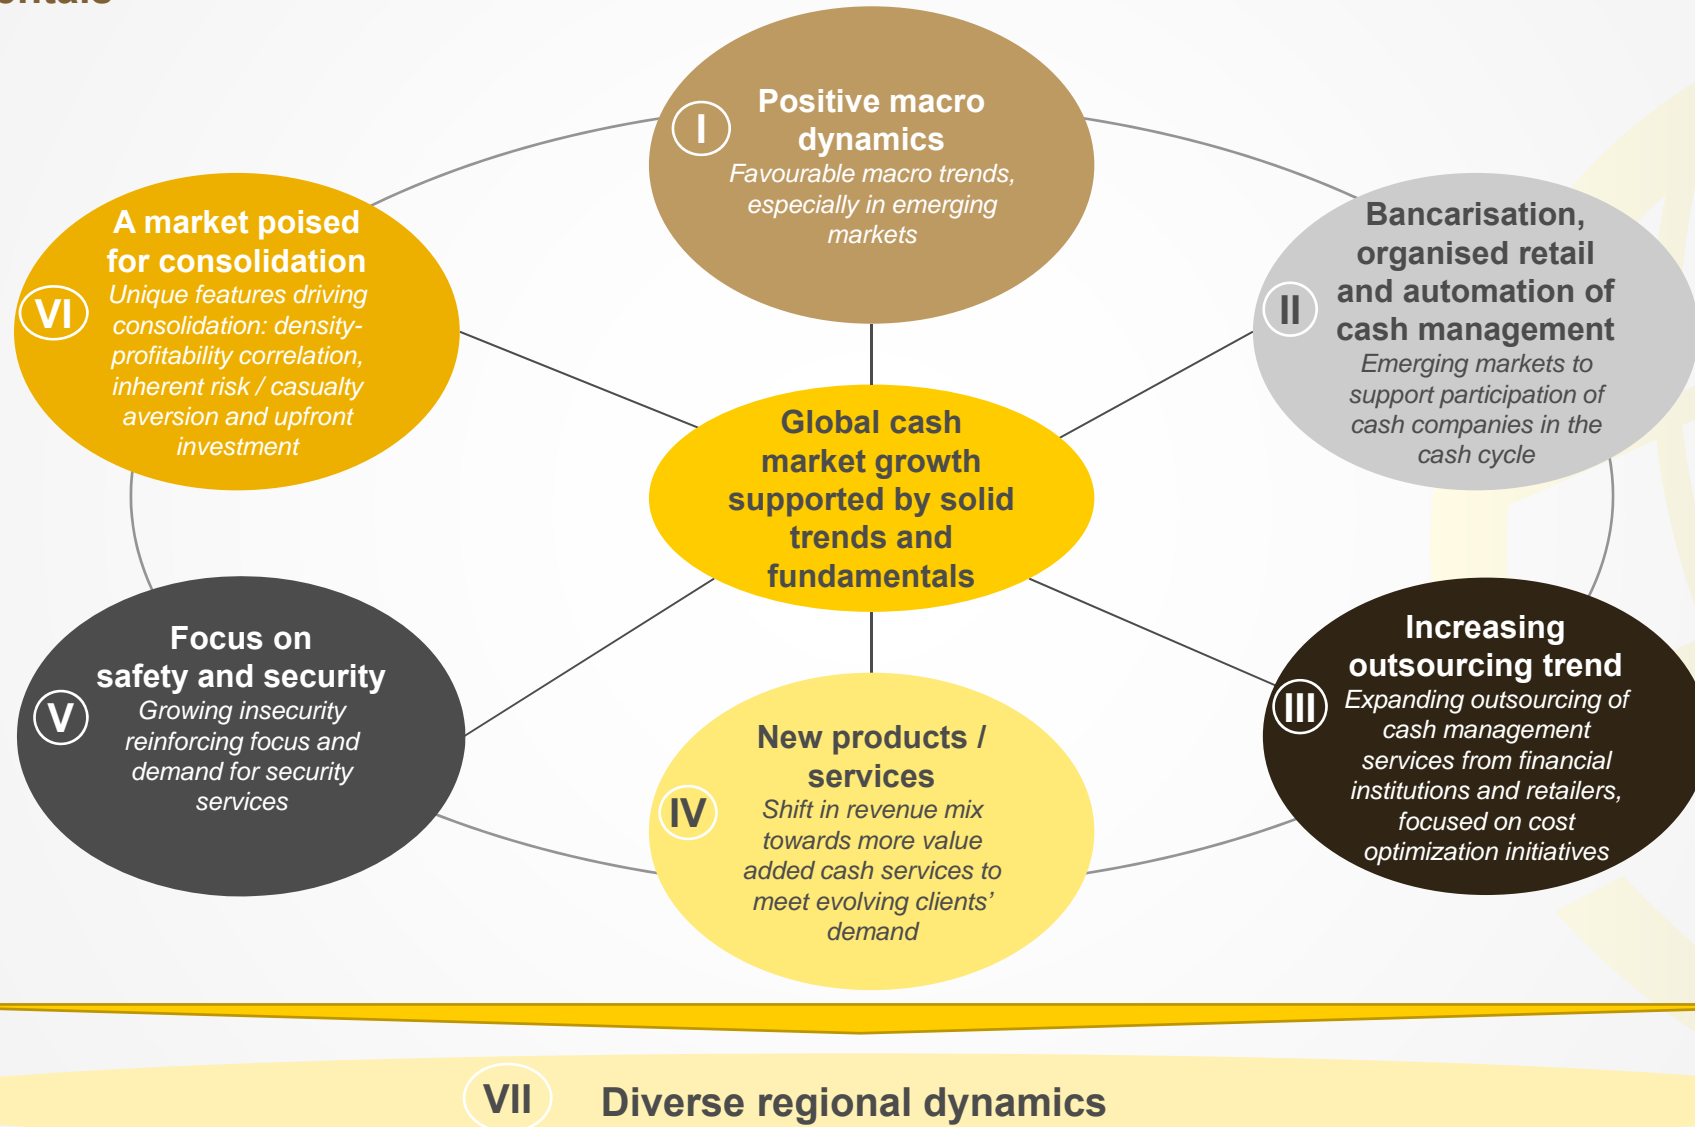 I
Positive macro
dynamics
Favourable macro trends,
especially in emerging
markets
VI
A market poised
for consolidation
Unique features driving
consolidation: density-
profitability correlation,
inherent risk / casualty
aversion and upfront
investment
II
Bancarisation,
organised retail
and automation of
cash management
Emerging markets to
support participation of
cash companies in the
cash cycle
Global cash
market growth
supported by solid
trends and
fundamentals
V
Focus on
safety and security
Growing insecurity
reinforcing focus and
demand for security
services
III
Increasing
outsourcing trend
Expanding outsourcing of
cash management
services from financial
institutions and retailers,
focused on cost
optimization initiatives
IV
New products /
services
Shift in revenue mix
towards more value
added cash services to
meet evolving clients’
demand
VII
Diverse regional dynamics